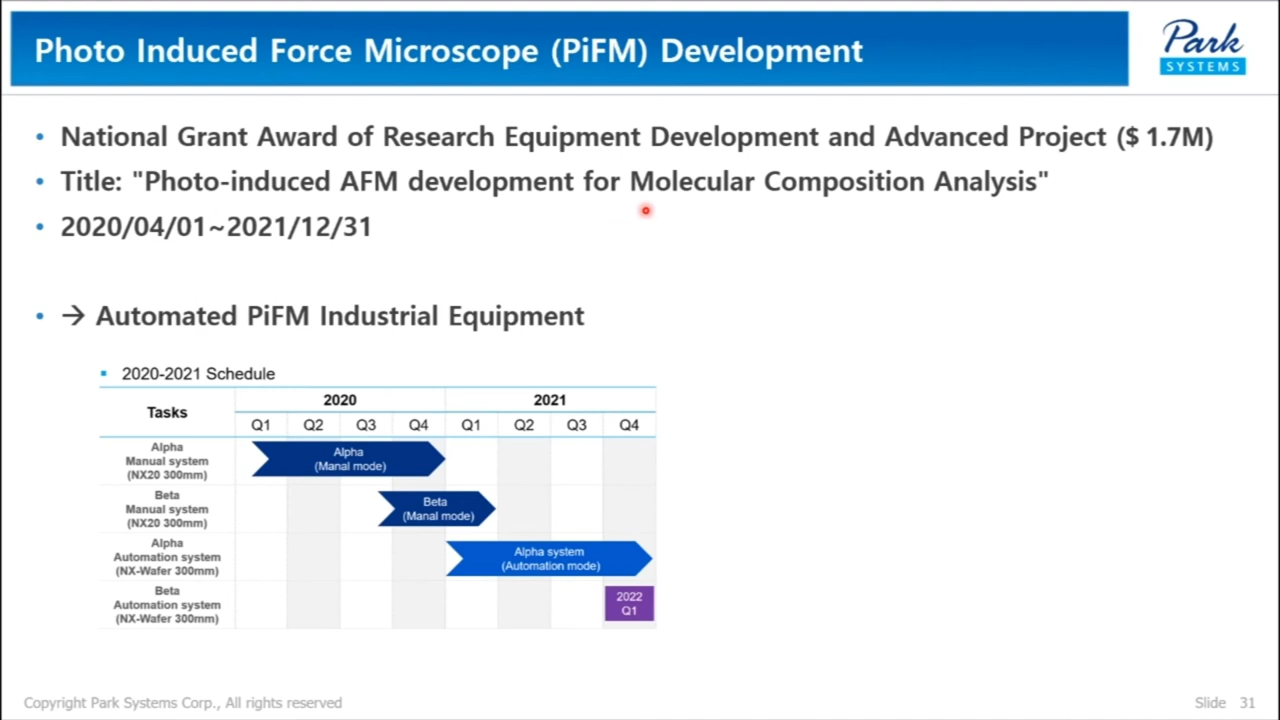 Photo Induced Force Microscope (PiFM) Development
Park
SYSTEMS
• National Grant Award of Research Equipment Development and Advanced Project ($ 1.7M)
• Title: "Photo-induced AFM development for Molecular Composition Analysis"
• 2020/04/01~2021/12/31
• → Automated PiFM Industrial Equipment
▪ 2020-2021 Schedule
Tasks
2020
2021
Q1 Q2 Q3 Q4 Q1 Q2 Q3 Q4
Alpha
Manual system
(NX20 300mm)
Alpha
(Manal mode)
Beta
Manual system
(NX20 300mm)
Beta
(Manal mode)
Alpha
Automation system
(NX-Wafer 300mm)
Alpha system
(Automation mode)
Beta
Automation system
(NX-Wafer 300mm)
2022
Q1
Copyright Park Systems Corp., All rights reserved
Slide 31